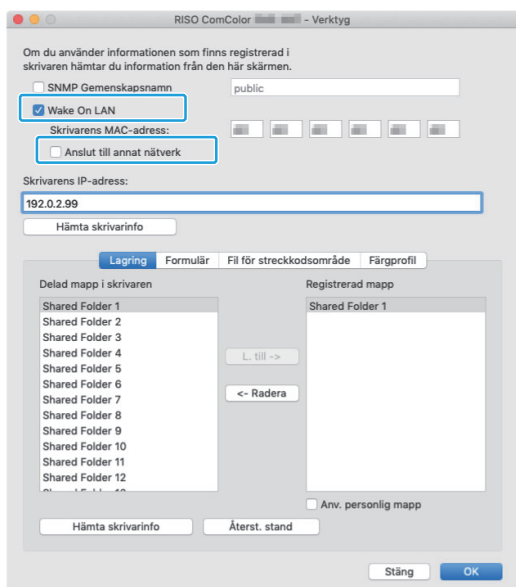 RISO ComColor - Verktyg
Om du använder informationen som finns registrerad i
skrivaren hämtar du information från den här skärmen.
SNMP Gemenskapsnamn
public
Wake On LAN
Skrivarens MAC-adress:
Anslut till annat nätverk
Skrivarens IP-adress:
192.0.2.99
Hämta skrivarinfo
Lagring Formulär Fil för streckkodsområde Färgprofil
Delad mapp i skrivaren Registrerad mapp
Shared Folder 1 Shared Folder 1
Shared Folder 2
Shared Folder 3
Shared Folder 4
Shared Folder 5
Shared Folder 6
Shared Folder 7
Shared Folder 8
Shared Folder 9
Shared Folder 10
Shared Folder 11
Shared Folder 12
L. till ->
<- Radera
Anv. personlig mapp
Hämta skrivarinfo Återst. stand
Stäng OK